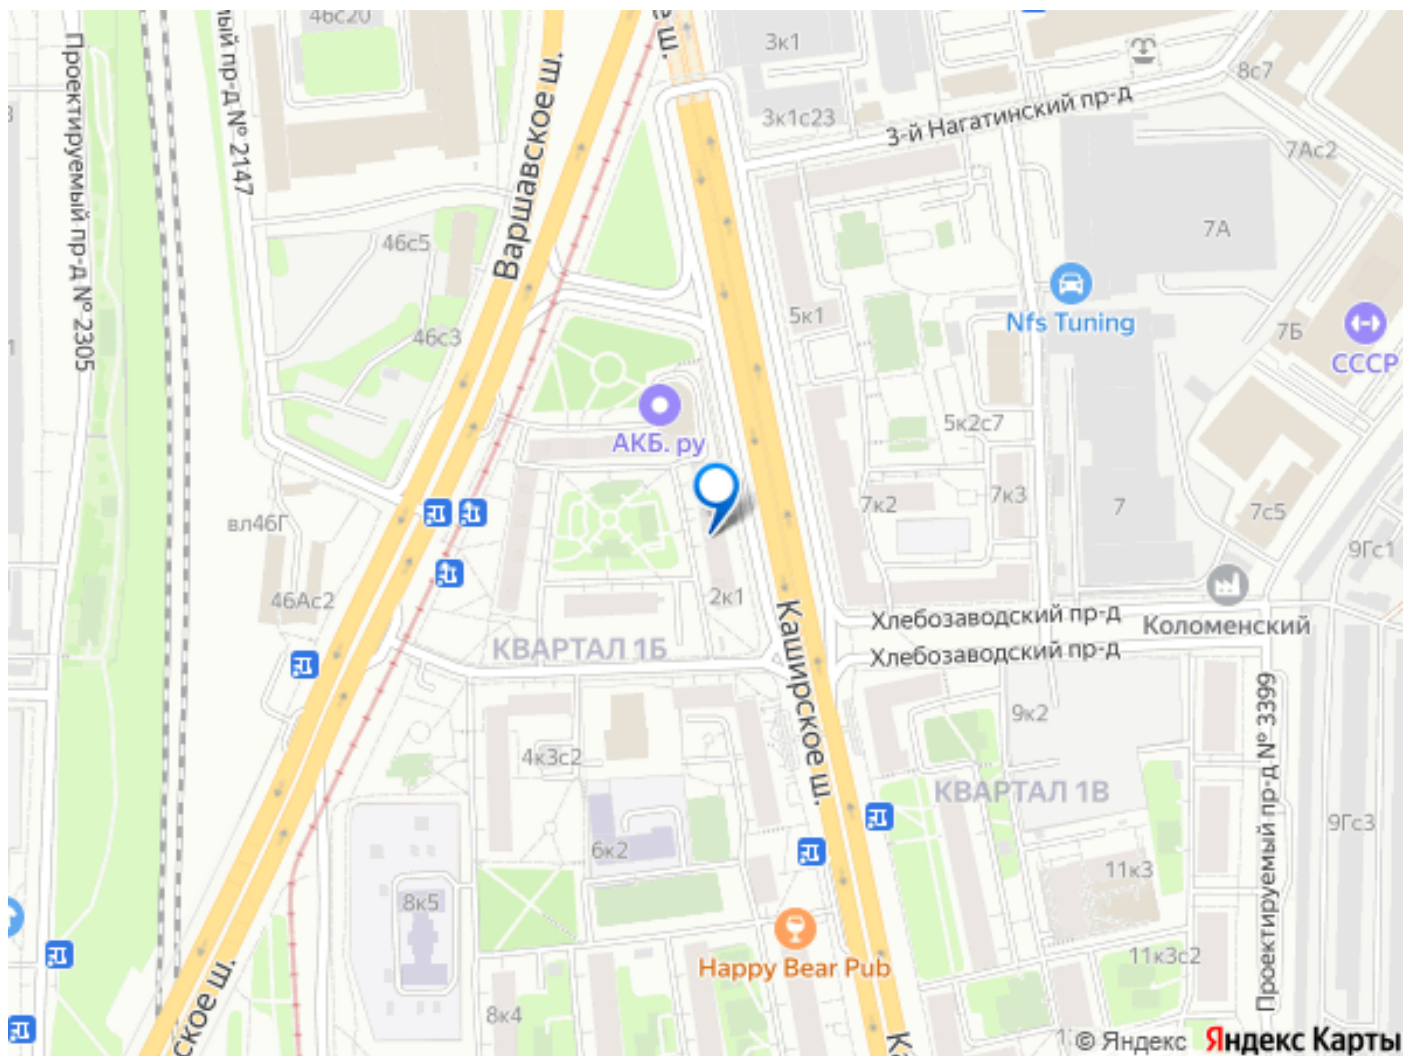 46с20
3к1
8с7
3к1с23
3-й Нагатинский пр-д
7Ас2
Проектируемый пр-д № 2305
ый пр-д № 2147
Варшавское ш.
е ш.
46с5
7А
46с3
5к1
Nfs Tuning
7Б
СССР
АКБ. ру
5к2с7
7к2
7к3
7
7с5
вл46Г
9Гс1
46Ас2
2к1
Хлебозаводский пр-д
Коломенский
КВАРТАЛ 1Б
Хлебозаводский пр-д
Каширское ш.
9к2
4к3с2
КВАРТАЛ 1В
Проектируемый пр-д № 3399
9Гс3
6к2
11к3
8к5
Happy Bear Pub
11к3с2
8к4
ское ш.
К
1
© Яндекс Яндекс Карты